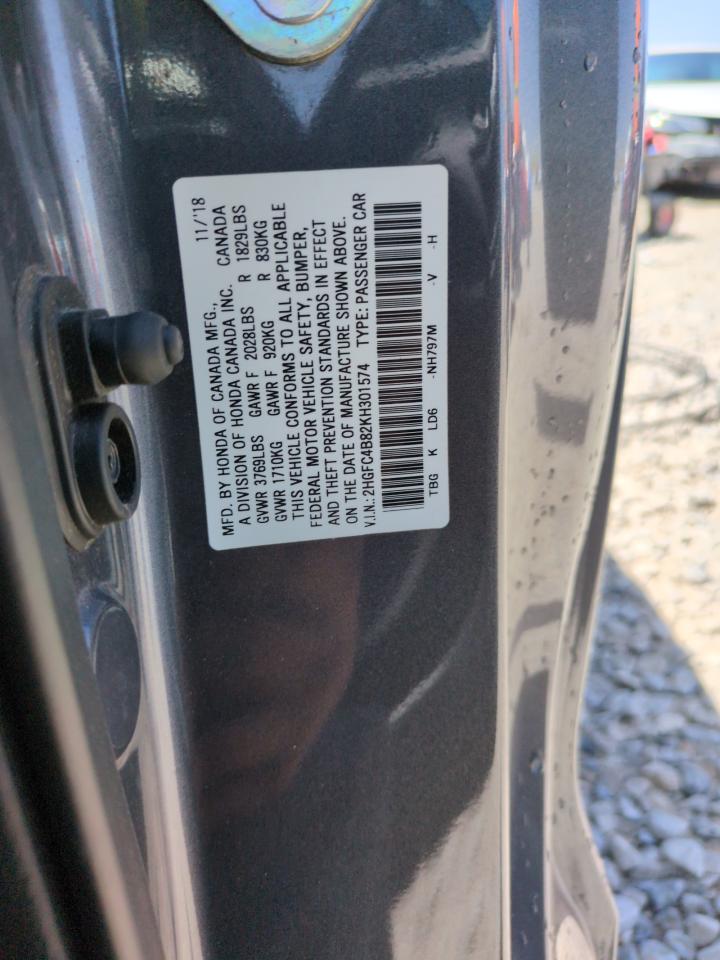 MFD. BY HONDA OF CANADA MFG., 11/'18
A DIVISION OF HONDA CANADA INC. CANADA
GVWR 3769LBS GAWR F 2028LBS R 1829LBS
GVWR 1710KG GAWR F 920KG R 830KG
THIS VEHICLE CONFORMS TO ALL APPLICABLE
FEDERAL MOTOR VEHICLE SAFETY, BUMPER,
AND THEFT PREVENTION STANDARDS IN EFFECT
ON THE DATE OF MANUFACTURE SHOWN ABOVE.
V.I.N.:2HGFC4B82KH301574 TYPE: PASSENGER CAR
TBG K LD6 -NH797M -V -H